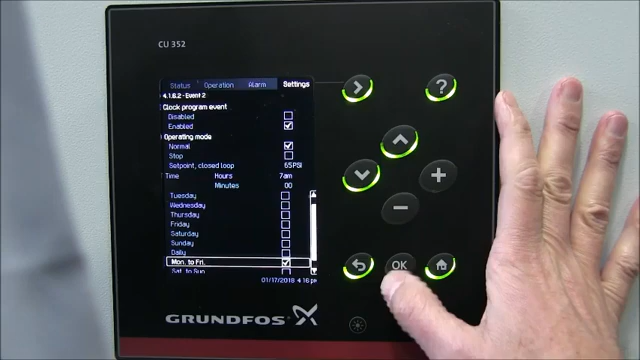 CU 352
Status Operation Alarm Settings
4.1.6.2 - Event 2
Clock program event
Disabled
Enabled
Operating mode
Normal
Stop
Setpoint, closed loop 65PSI
Time Hours 7am
Minutes 00
Tuesday
Wednesday
Thursday
Friday
Saturday
Sunday
Daily
Mon. to Fri.
Sat. to Sun
01/17/2018 4:16 pm
?
+
−
OK
GRUNDFOS